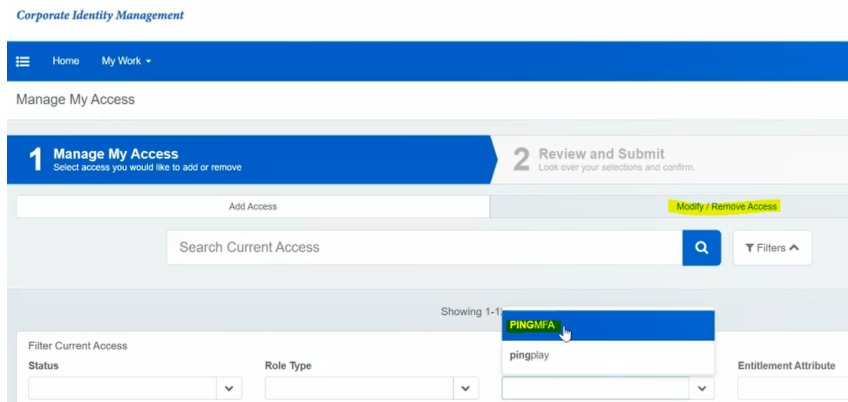 Corporate Identity Management
Home My Work
Manage My Access
1 Manage My Access
Select access you would like to add or remove
2 Review and Submit
Look over your selections and confirm.
Add Access
Modify / Remove Access
Search Current Access
Filters
Showing 1-1
PINGMFA
pingplay
Filter Current Access
Status
Role Type
Entitlement Attribute